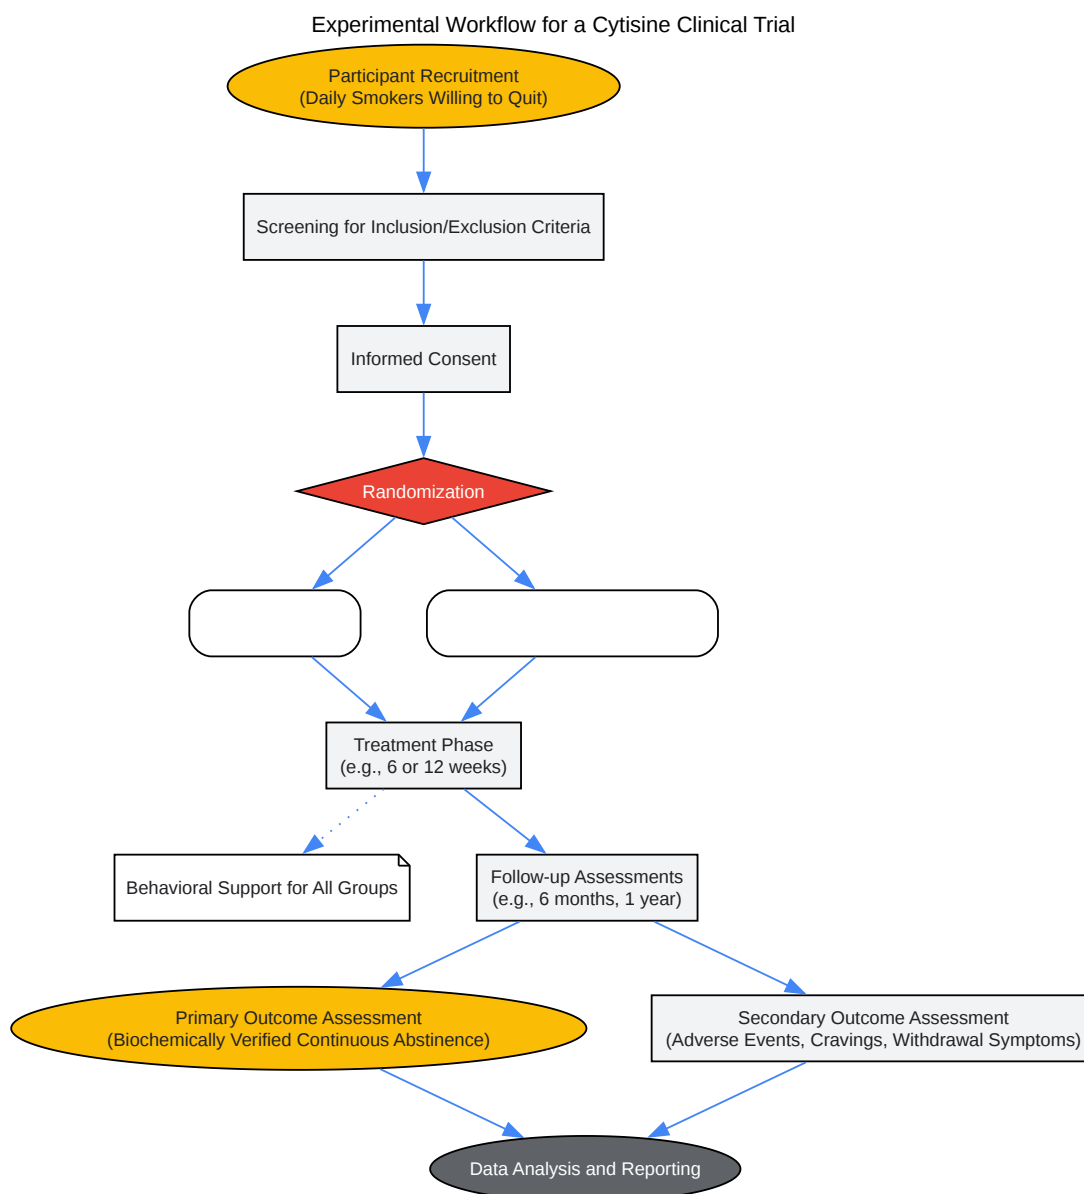 Experimental Workflow for a Cytisine Clinical Trial
Participant Recruitment
(Daily Smokers Willing to Quit)
Screening for Inclusion/Exclusion Criteria
Informed Consent
Randomization
Treatment Phase
(e.g., 6 or 12 weeks)
Behavioral Support for All Groups
Follow-up Assessments
(e.g., 6 months, 1 year)
Primary Outcome Assessment
(Biochemically Verified Continuous Abstinence)
Secondary Outcome Assessment
(Adverse Events, Cravings, Withdrawal Symptoms)
Data Analysis and Reporting